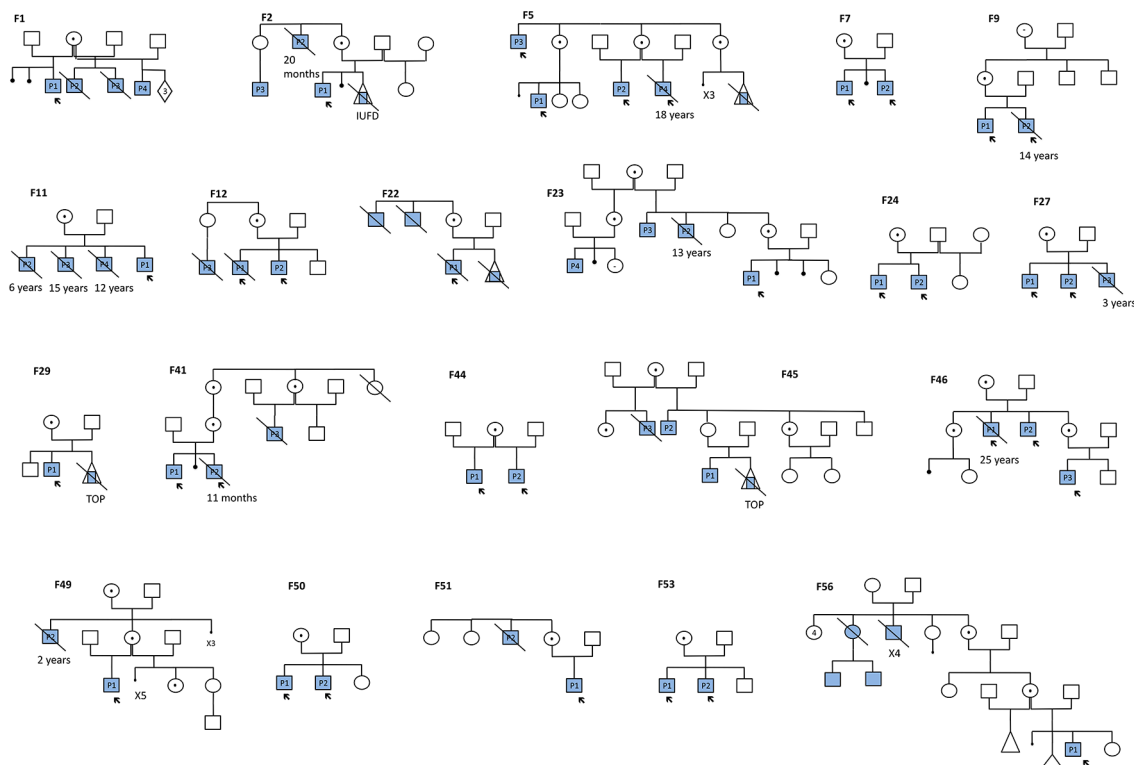 F1 F2 F5 F7 F9
P1 P2 P3 P4 3
P2 20 months P3 P1 IUFD
P3 P1 P2 P4 X3 18 years
P1 P2
P1 P2 14 years
F11 F12 F22 F23 F24 F27
P2 P3 P4 P1
6 years 15 years 12 years
P3 P1 P2
P1
P3 P2 13 years P4 P1
P1 P2
P1 P2 P3 3 years
F29 F41 F44 F45 F46
P1 TOP
P3 P1 P2 11 months
P1 P2
P3 P2 P1 TOP
P1 P2 25 years P3
F49 F50 F51 F53 F56
P2 X3 2 years P1 X5
P1 P2
P2 P1
P1 P2
4 X4 P1